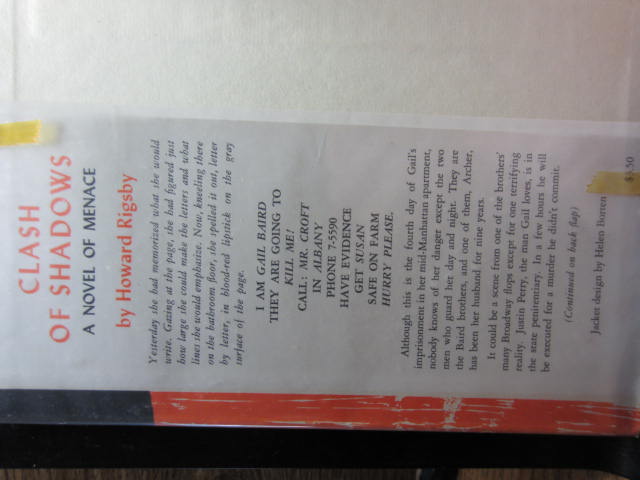 CLASH
OF SHADOWS
A NOVEL OF MENACE
by Howard Rigsby
Yesterday she had memorized what she would
write. Gazing at the page, she had figured just
how large she could make the letters and what
lines she would emphasize. Now, kneeling there
on the bathroom floor, she spelled it out, letter
by letter, in blood-red lipstick on the gray
surface of the page.
I AM GAIL BAIRD
THEY ARE GOING TO
KILL ME!
CALL: MR. CROFT
IN ALBANY
PHONE 7-5590
HAVE EVIDENCE
GET SUSAN
SAFE ON FARM
HURRY PLEASE.
Although this is the fourth day of Gail's
imprisonment in her mid-Manhattan apartment,
nobody knows of her danger except the two
men who guard her day and night. They are
the Baird brothers, and one of them, Archer,
has been her husband for nine years.
It could be a scene from one of the brothers'
many Broadway flops except for one terrifying
reality. Justin Perry, the man Gail loves, is in
the state penitentiary. In a few hours he will
be executed for a murder he didn't commit.
(Continued on back flap)
Jacket design by Helen Borten